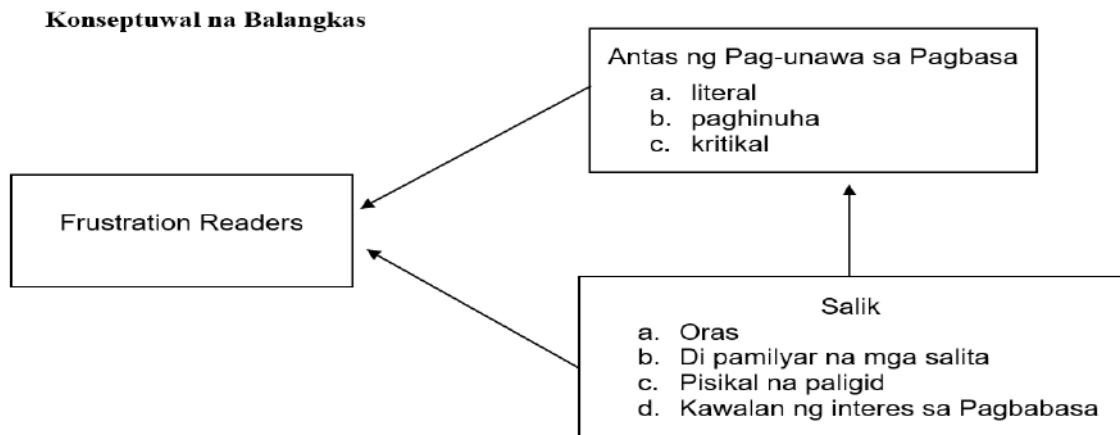 Konseptuwal na Balangkas
Antas ng Pag-unawa sa Pagbasa
a. literal
b. paghinuha
c. kritikal
Frustration Readers
Salik
a. Oras
b. Di pamilyar na mga salita
c. Pisikal na paligid
d. Kawalan ng interes sa Pagbabasa